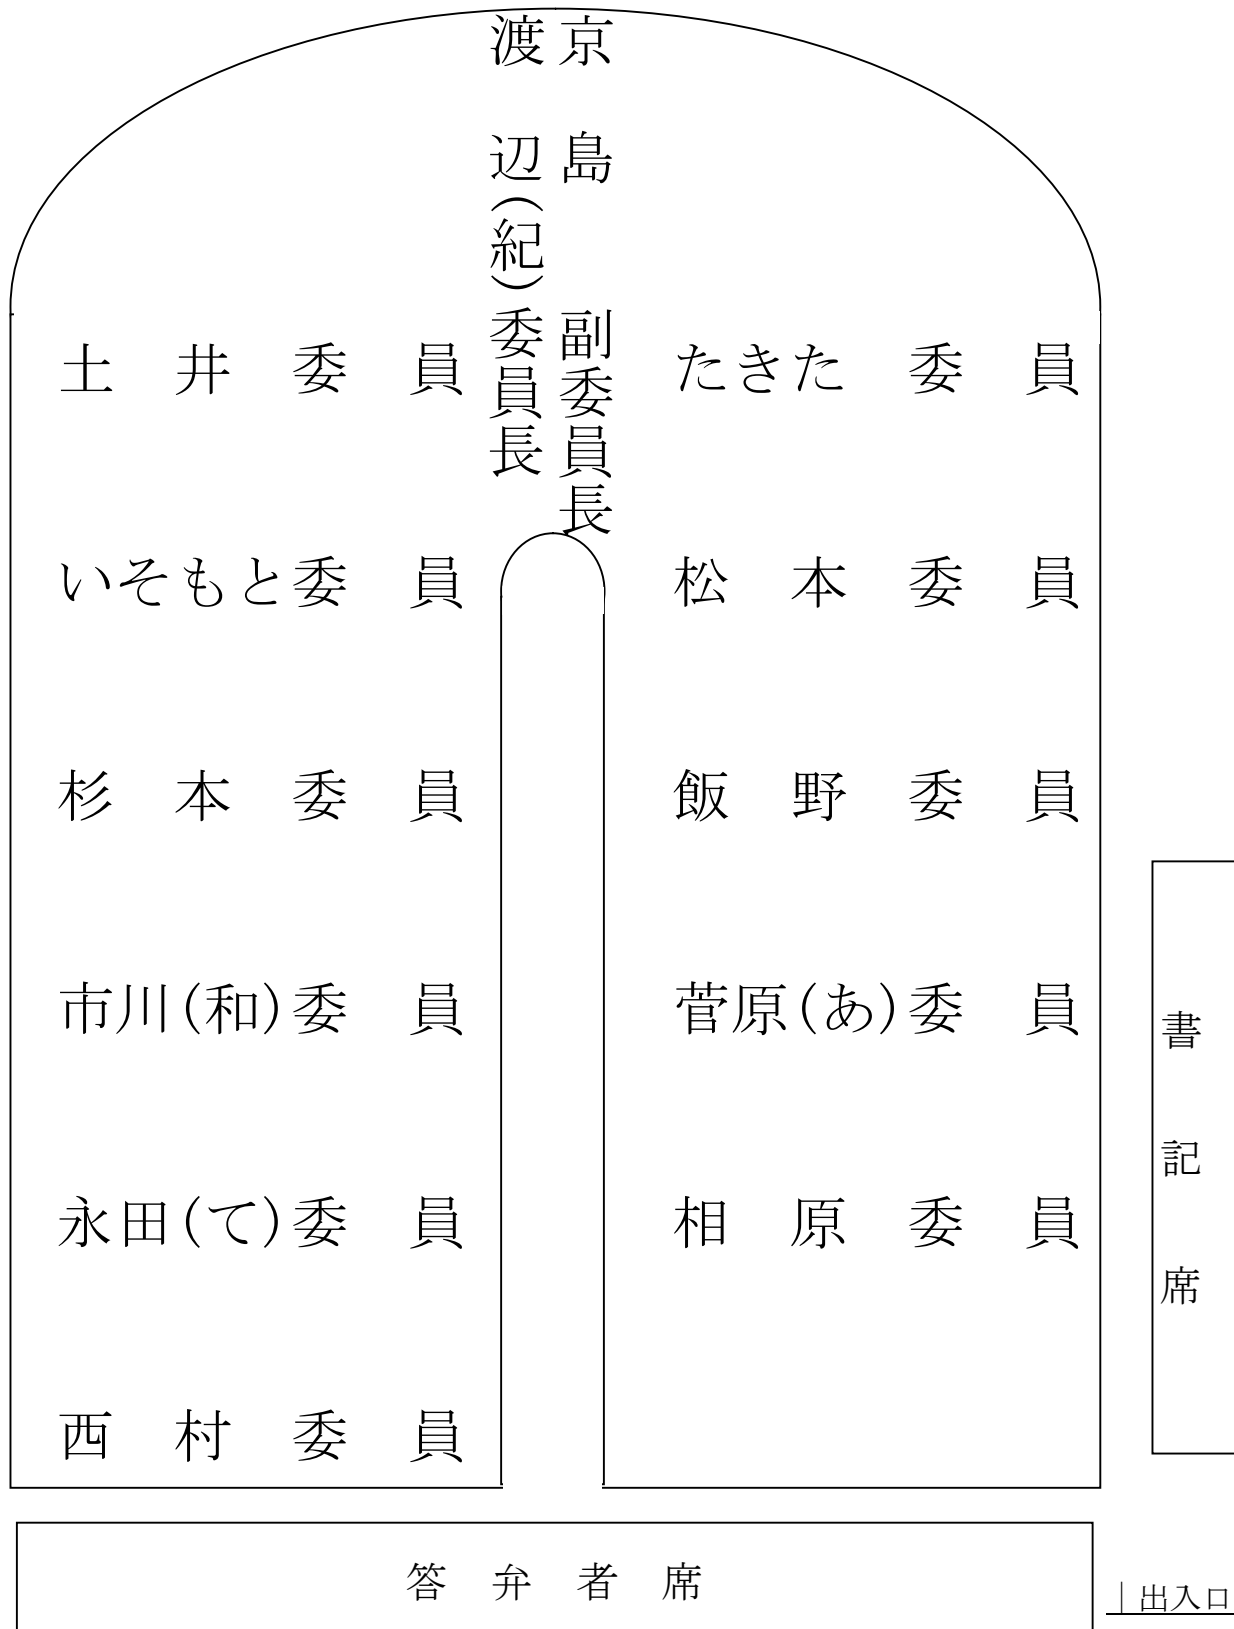 京島副委員長
渡辺(紀)委員長
土井委員 たきた委員
いそもと委員 松本委員
杉本委員 飯野委員
市川(和)委員 菅原(あ)委員
永田(て)委員 相原委員
西村委員
書記席
答弁者席
出入口